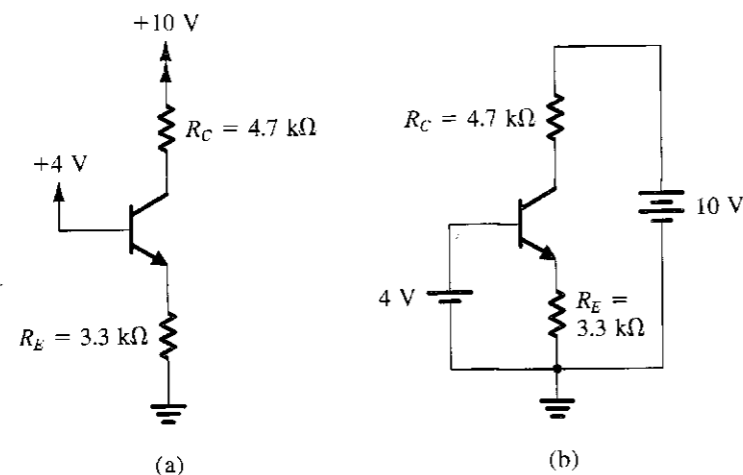 +10 V
R_C = 4.7 kΩ
+4 V
R_E = 3.3 kΩ
(a)
R_C = 4.7 kΩ
10 V
4 V
R_E =
3.3 kΩ
(b)